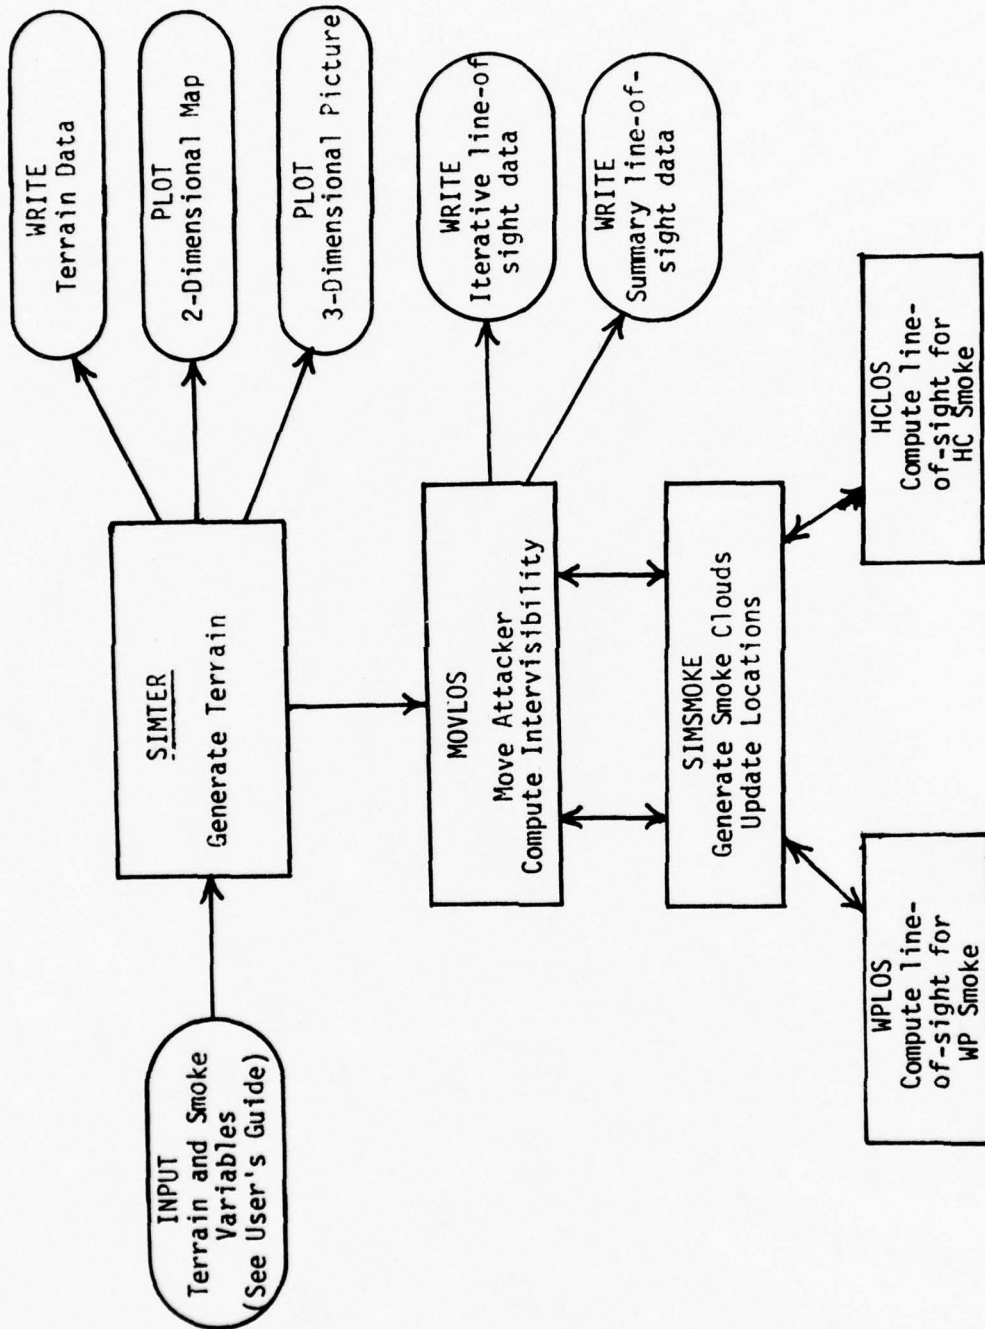 INPUT
Terrain and Smoke
Variables
(See User's Guide)
SIMTER
Generate Terrain
WRITE
Terrain Data
PLOT
2-Dimensional Map
PLOT
3-Dimensional Picture
MOVLOS
Move Attacker
Compute Intervisibility
WRITE
Iterative line-of
sight data
WRITE
Summary line-of-
sight data
SIMSMOKE
Generate Smoke Clouds
Update Locations
WPLOS
Compute line-
of-sight for
WP Smoke
HCLOS
Compute line-
of-sight for
HC Smoke